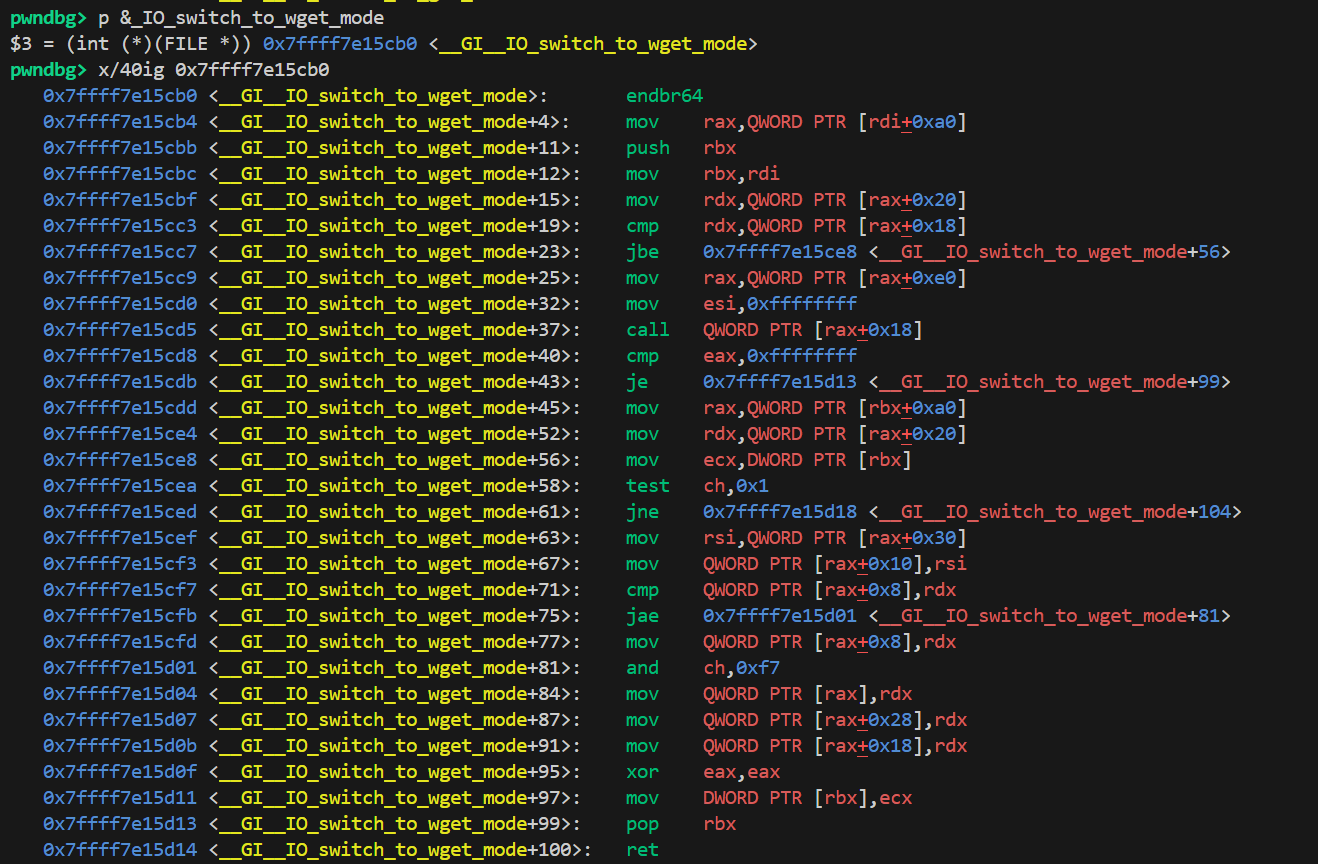 pwndbg> p &_IO_switch_to_wget_mode
$3 = (int (*)(FILE *)) 0x7ffff7e15cb0 <__GI__IO_switch_to_wget_mode>
pwndbg> x/40ig 0x7ffff7e15cb0
0x7ffff7e15cb0 <__GI__IO_switch_to_wget_mode>: endbr64
0x7ffff7e15cb4 <__GI__IO_switch_to_wget_mode+4>: mov rax,QWORD PTR [rdi+0xa0]
0x7ffff7e15cbb <__GI__IO_switch_to_wget_mode+11>: push rbx
0x7ffff7e15cbc <__GI__IO_switch_to_wget_mode+12>: mov rbx,rdi
0x7ffff7e15cbf <__GI__IO_switch_to_wget_mode+15>: mov rdx,QWORD PTR [rax+0x20]
0x7ffff7e15cc3 <__GI__IO_switch_to_wget_mode+19>: cmp rdx,QWORD PTR [rax+0x18]
0x7ffff7e15cc7 <__GI__IO_switch_to_wget_mode+23>: jbe 0x7ffff7e15ce8 <__GI__IO_switch_to_wget_mode+56>
0x7ffff7e15cc9 <__GI__IO_switch_to_wget_mode+25>: mov rax,QWORD PTR [rax+0xe0]
0x7ffff7e15cd0 <__GI__IO_switch_to_wget_mode+32>: mov esi,0xffffffff
0x7ffff7e15cd5 <__GI__IO_switch_to_wget_mode+37>: call QWORD PTR [rax+0x18]
0x7ffff7e15cd8 <__GI__IO_switch_to_wget_mode+40>: cmp eax,0xffffffff
0x7ffff7e15cdb <__GI__IO_switch_to_wget_mode+43>: je 0x7ffff7e15d13 <__GI__IO_switch_to_wget_mode+99>
0x7ffff7e15cdd <__GI__IO_switch_to_wget_mode+45>: mov rax,QWORD PTR [rbx+0xa0]
0x7ffff7e15ce4 <__GI__IO_switch_to_wget_mode+52>: mov rdx,QWORD PTR [rax+0x20]
0x7ffff7e15ce8 <__GI__IO_switch_to_wget_mode+56>: mov ecx,DWORD PTR [rbx]
0x7ffff7e15cea <__GI__IO_switch_to_wget_mode+58>: test ch,0x1
0x7ffff7e15ced <__GI__IO_switch_to_wget_mode+61>: jne 0x7ffff7e15d18 <__GI__IO_switch_to_wget_mode+104>
0x7ffff7e15cef <__GI__IO_switch_to_wget_mode+63>: mov rsi,QWORD PTR [rax+0x30]
0x7ffff7e15cf3 <__GI__IO_switch_to_wget_mode+67>: mov QWORD PTR [rax+0x10],rsi
0x7ffff7e15cf7 <__GI__IO_switch_to_wget_mode+71>: cmp QWORD PTR [rax+0x8],rdx
0x7ffff7e15cfb <__GI__IO_switch_to_wget_mode+75>: jae 0x7ffff7e15d01 <__GI__IO_switch_to_wget_mode+81>
0x7ffff7e15cfd <__GI__IO_switch_to_wget_mode+77>: mov QWORD PTR [rax+0x8],rdx
0x7ffff7e15d01 <__GI__IO_switch_to_wget_mode+81>: and ch,0xf7
0x7ffff7e15d04 <__GI__IO_switch_to_wget_mode+84>: mov QWORD PTR [rax],rdx
0x7ffff7e15d07 <__GI__IO_switch_to_wget_mode+87>: mov QWORD PTR [rax+0x28],rdx
0x7ffff7e15d0b <__GI__IO_switch_to_wget_mode+91>: mov QWORD PTR [rax+0x18],rdx
0x7ffff7e15d0f <__GI__IO_switch_to_wget_mode+95>: xor eax,eax
0x7ffff7e15d11 <__GI__IO_switch_to_wget_mode+97>: mov DWORD PTR [rbx],ecx
0x7ffff7e15d13 <__GI__IO_switch_to_wget_mode+99>: pop rbx
0x7ffff7e15d14 <__GI__IO_switch_to_wget_mode+100>: ret